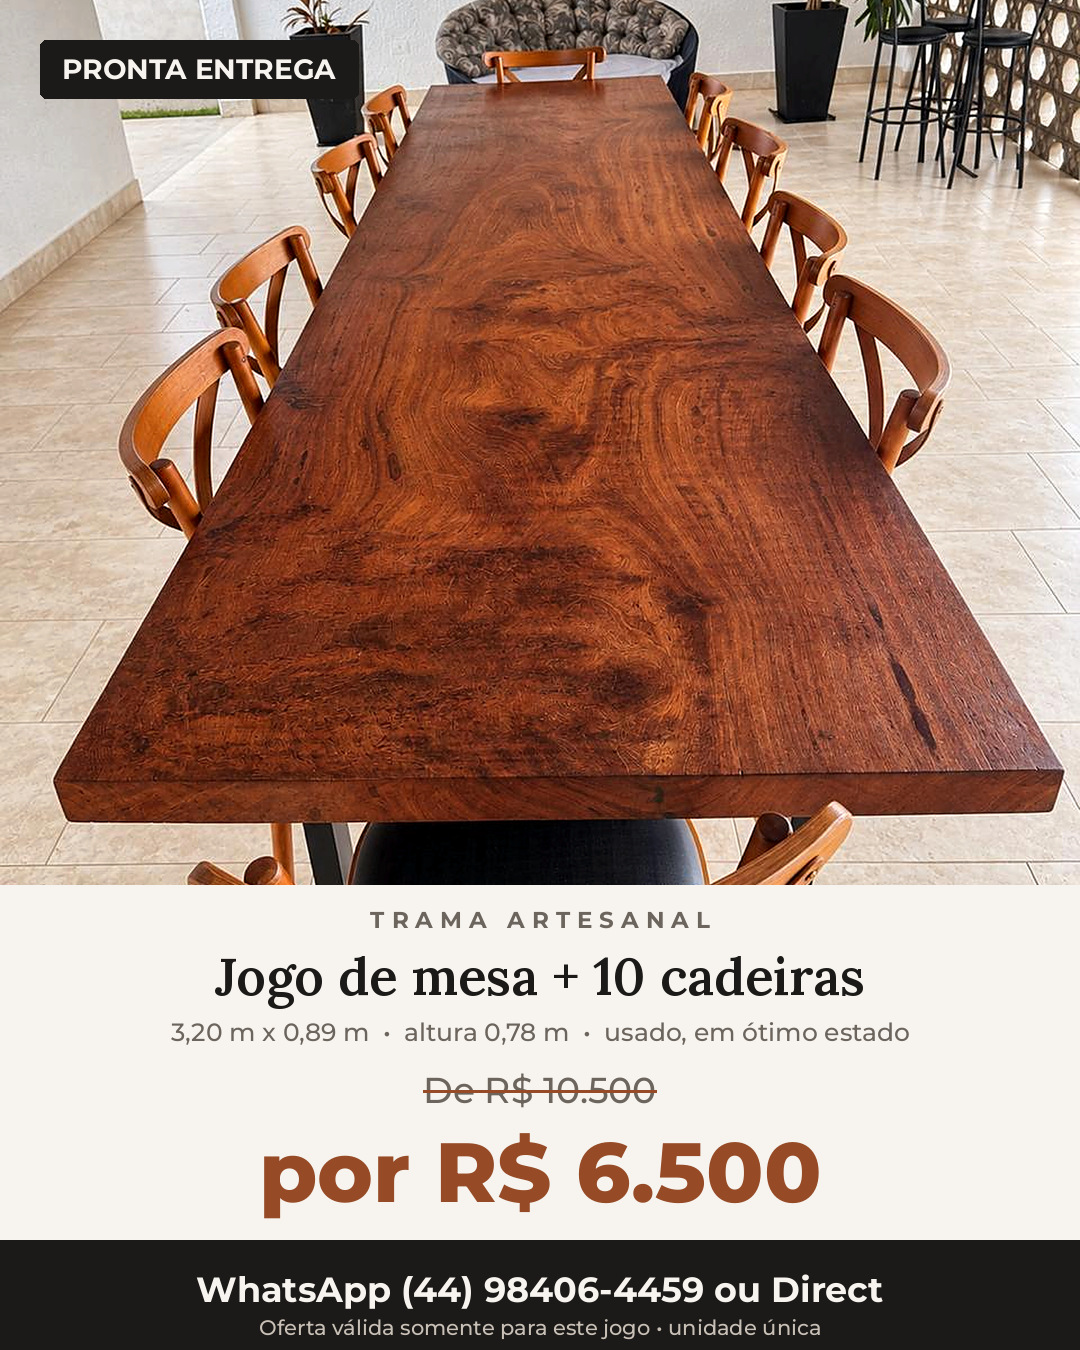 PRONTA ENTREGA
TRAMA ARTESANAL
Jogo de mesa + 10 cadeiras
3,20 m x 0,89 m • altura 0,78 m • usado, em ótimo estado
De R$ 10.500
por R$ 6.500
WhatsApp (44) 98406-4459 ou Direct
Oferta válida somente para este jogo • unidade única